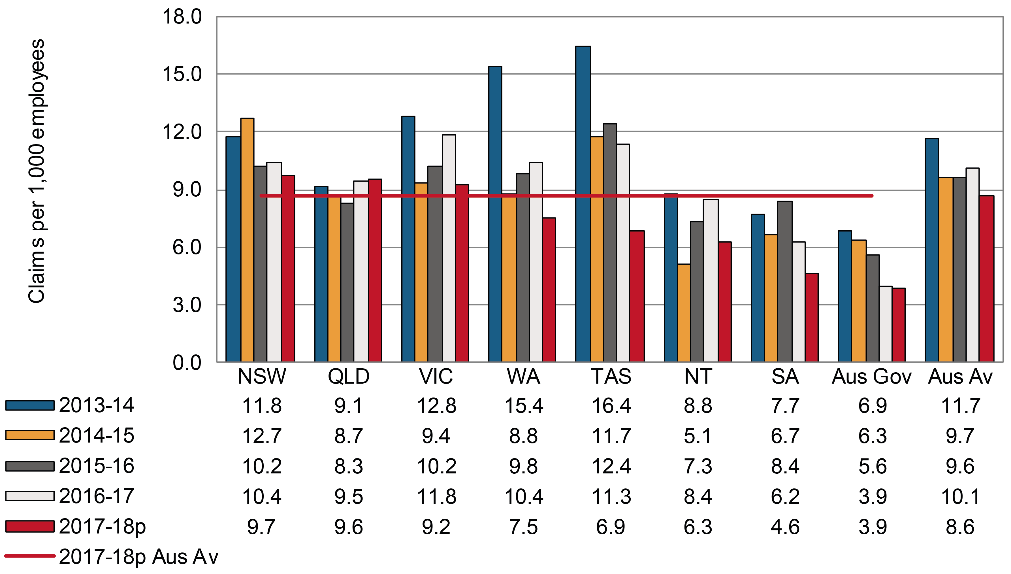 Claims per 1,000 employees
18.0
15.0
12.0
9.0
6.0
3.0
0.0
NSW QLD VIC WA TAS NT SA Aus Gov Aus Av
2013-14 11.8 9.1 12.8 15.4 16.4 8.8 7.7 6.9 11.7
2014-15 12.7 8.7 9.4 8.8 11.7 5.1 6.7 6.3 9.7
2015-16 10.2 8.3 10.2 9.8 12.4 7.3 8.4 5.6 9.6
2016-17 10.4 9.5 11.8 10.4 11.3 8.4 6.2 3.9 10.1
2017-18p 9.7 9.6 9.2 7.5 6.9 6.3 4.6 3.9 8.6
2017-18p Aus Av